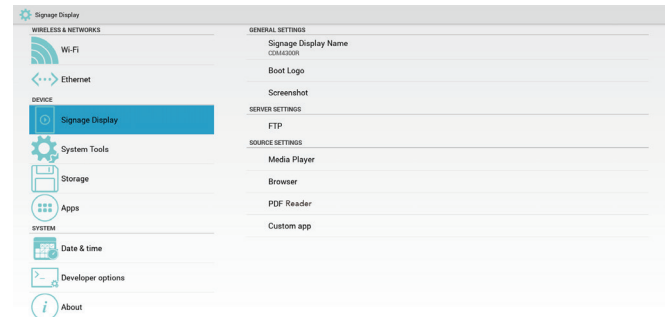 Signage Display
WIRELESS & NETWORKS
Wi-Fi
Ethernet
DEVICE
Signage Display
System Tools
Storage
Apps
SYSTEM
Date & time
Developer options
About
GENERAL SETTINGS
Signage Display Name
CDM4300R
Boot Logo
Screenshot
SERVER SETTINGS
FTP
SOURCE SETTINGS
Media Player
Browser
PDF Reader
Custom app